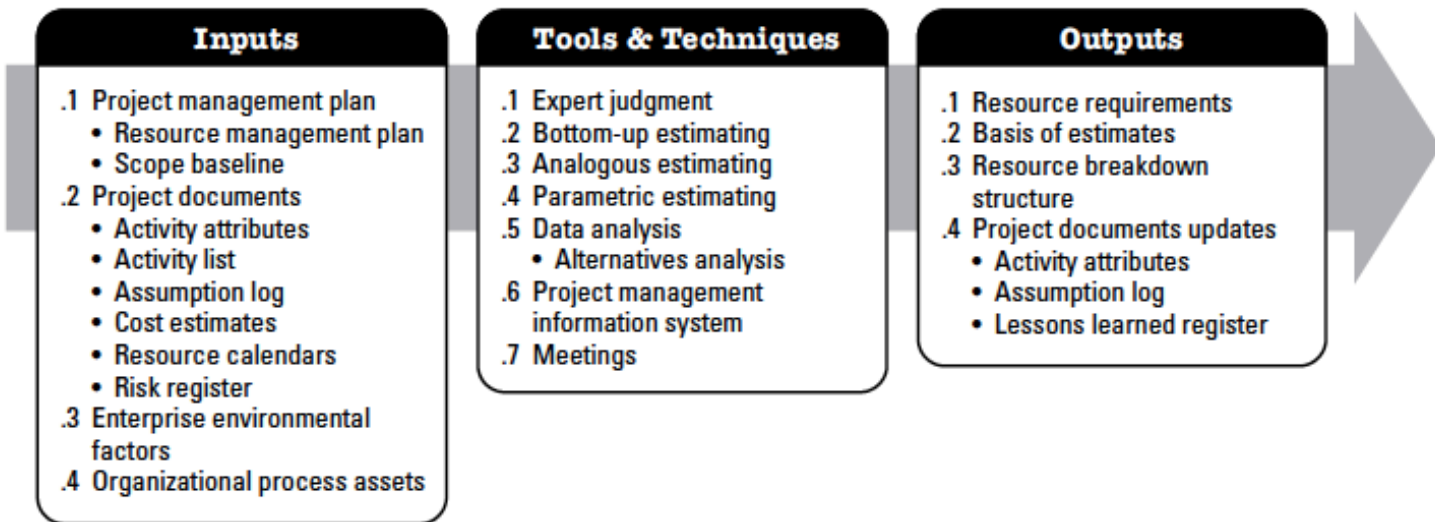 Inputs
.1 Project management plan
• Resource management plan
• Scope baseline
.2 Project documents
• Activity attributes
• Activity list
• Assumption log
• Cost estimates
• Resource calendars
• Risk register
.3 Enterprise environmental
factors
.4 Organizational process assets
Tools & Techniques
.1 Expert judgment
.2 Bottom-up estimating
.3 Analogous estimating
.4 Parametric estimating
.5 Data analysis
• Alternatives analysis
.6 Project management
information system
.7 Meetings
Outputs
.1 Resource requirements
.2 Basis of estimates
.3 Resource breakdown
structure
.4 Project documents updates
• Activity attributes
• Assumption log
• Lessons learned register